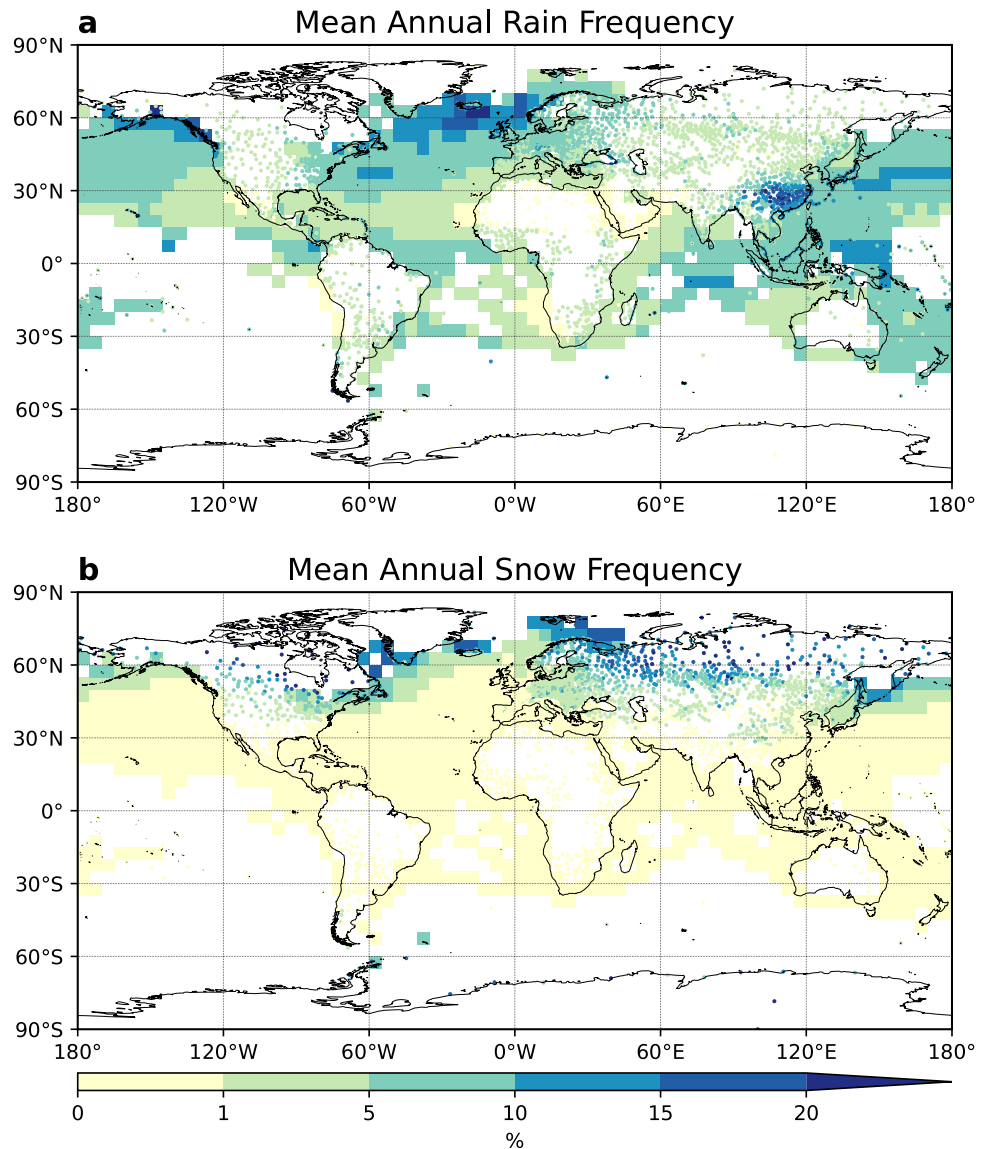 a Mean Annual Rain Frequency
90°N
60°N
30°N
0°
30°S
60°S
90°S
180° 120°W 60°W 0°W 60°E 120°E 180°
b Mean Annual Snow Frequency
90°N
60°N
30°N
0°
30°S
60°S
90°S
180° 120°W 60°W 0°W 60°E 120°E 180°
0 1 5 10 15 20
%